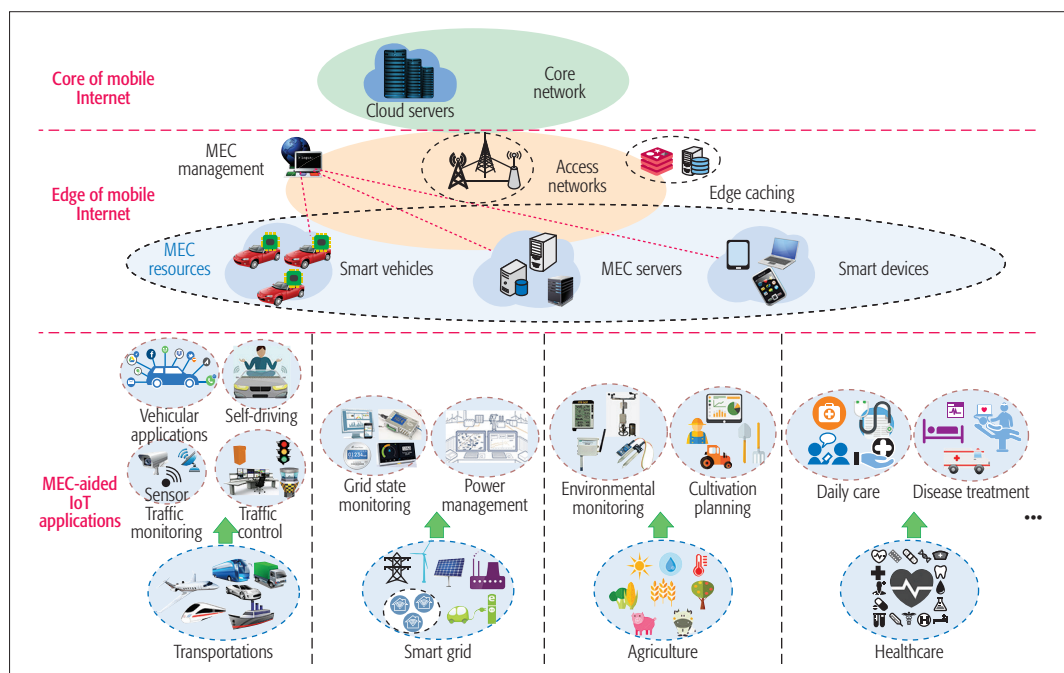 Core of mobile
Internet
Cloud servers
Core
network
MEC
management
Access
networks
Edge caching
Edge of mobile
Internet
MEC
resources
Smart vehicles
MEC servers
Smart devices
MEC-aided
IoT
applications
Vehicular
applications
Self-driving
Sensor
Traffic
monitoring
Traffic
control
Transportations
Grid state
monitoring
Power
management
Smart grid
Environmental
monitoring
Cultivation
planning
Agriculture
Daily care
Disease treatment
•••
Healthcare